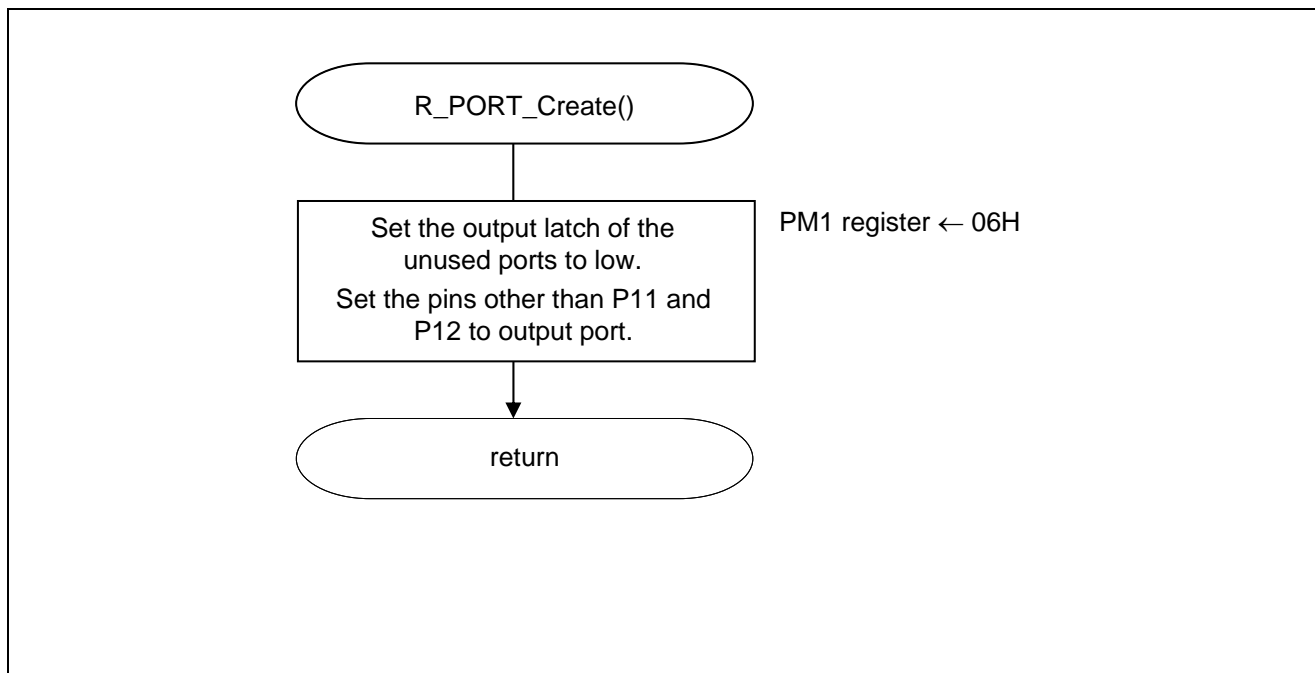 R_PORT_Create()
Set the output latch of the
unused ports to low.
Set the pins other than P11 and
P12 to output port.
PM1 register ← 06H
return